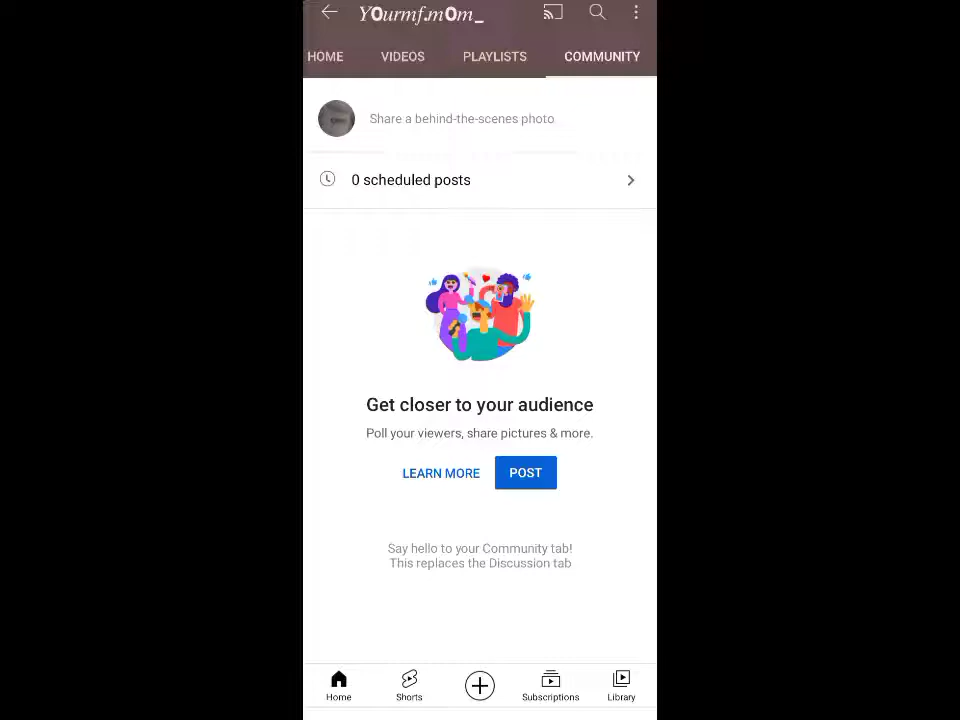 Y0urmf.m0m_
HOME VIDEOS PLAYLISTS COMMUNITY
Share a behind-the-scenes photo
0 scheduled posts
Get closer to your audience
Poll your viewers, share pictures & more.
LEARN MORE POST
Say hello to your Community tab!
This replaces the Discussion tab
Home Shorts Subscriptions Library